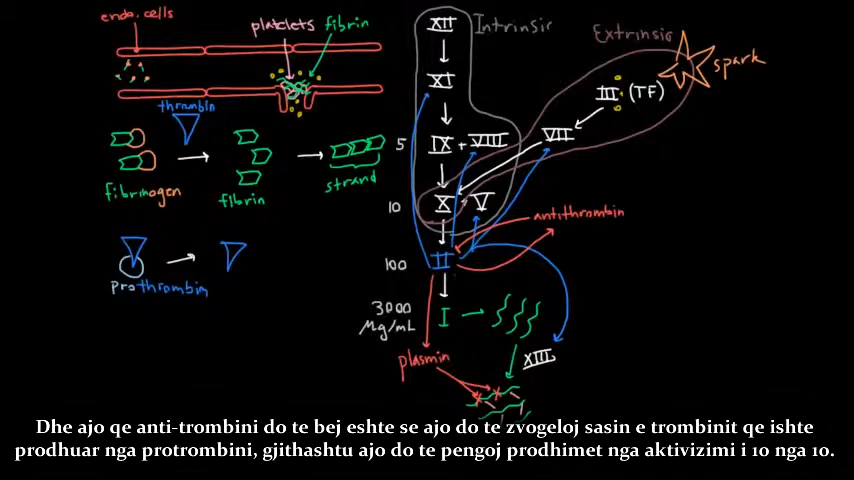 endo. cells
platelets
fibrin
thrombin
fibrinogen
fibrin
strand
prothrombin
XII
Intrinsic
XI
Extrinsic
spark
III (TF)
5
IX + VIII
VII
10
X
V
antithrombin
100
II
3000
Mg/mL
I
plasmin
XIII
Dhe ajo qe anti-trombini do te bej eshte se ajo do te zvogeloj sasin e trombinit qe ishte
prodhuar nga protrombini, gjithashtu ajo do te pengoj prodhimet nga aktivizimi i 10 nga 10.